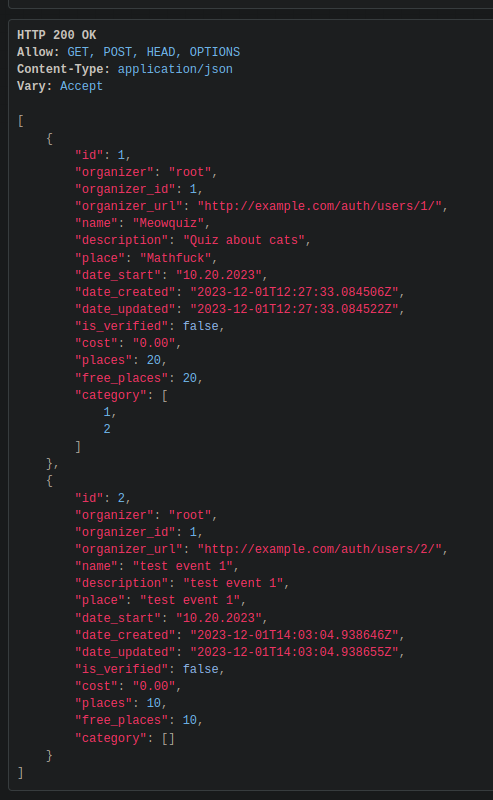 HTTP 200 OK
Allow: GET, POST, HEAD, OPTIONS
Content-Type: application/json
Vary: Accept
[
    {
        "id": 1,
        "organizer": "root",
        "organizer_id": 1,
        "organizer_url": "http://example.com/auth/users/1/",
        "name": "Meowquiz",
        "description": "Quiz about cats",
        "place": "Mathfuck",
        "date_start": "10.20.2023",
        "date_created": "2023-12-01T12:27:33.084506Z",
        "date_updated": "2023-12-01T12:27:33.084522Z",
        "is_verified": false,
        "cost": "0.00",
        "places": 20,
        "free_places": 20,
        "category": [
            1,
            2
        ]
    },
    {
        "id": 2,
        "organizer": "root",
        "organizer_id": 1,
        "organizer_url": "http://example.com/auth/users/2/",
        "name": "test event 1",
        "description": "test event 1",
        "place": "test event 1",
        "date_start": "10.20.2023",
        "date_created": "2023-12-01T14:03:04.938646Z",
        "date_updated": "2023-12-01T14:03:04.938655Z",
        "is_verified": false,
        "cost": "0.00",
        "places": 10,
        "free_places": 10,
        "category": []
    }
]